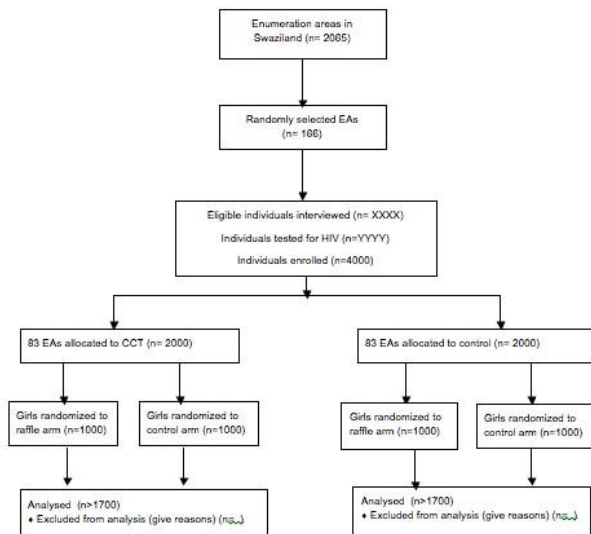 Enumeration areas in
Swaziland (n= 2065)
Randomly selected EAs
(n= 166)
Eligible individuals interviewed (n= XXXX)
Individuals tested for HIV (n=YYYY)
Individuals enrolled (n=4000)
83 EAs allocated to CCT (n= 2000)
83 EAs allocated to control (n= 2000)
Girls randomized to
raffle arm (n=1000)
Girls randomized to
control arm (n=1000)
Girls randomized to
raffle arm (n=1000)
Girls randomized to
control arm (n=1000)
Analysed (n>1700)
♦ Excluded from analysis (give reasons)
Analysed (n>1700)
♦ Excluded from analysis (give reasons)